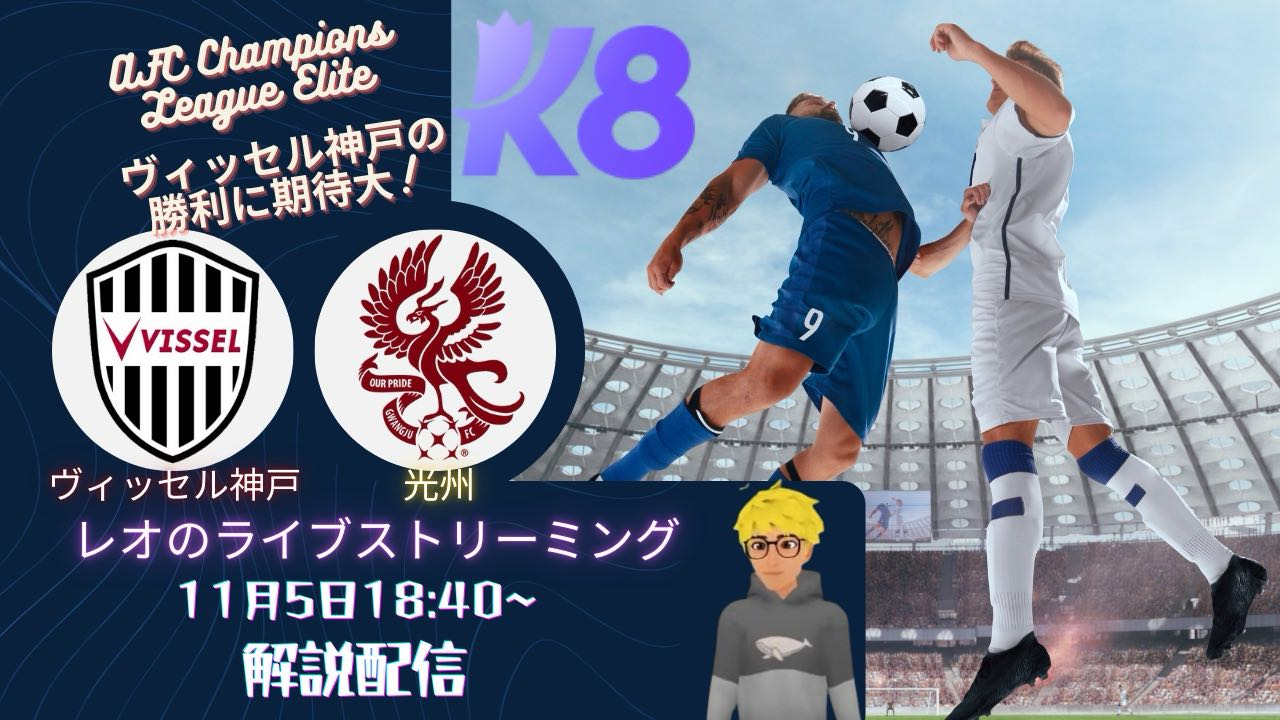 AFC Champions
League Elite
ヴィッセル神戸の
勝利に期待大!
K8
VISSEL
OUR PRIDE
GWANGJU FC
®
ヴィッセル神戸
光州
レオのライブストリーミング
11月5日18:40~
解説配信
9